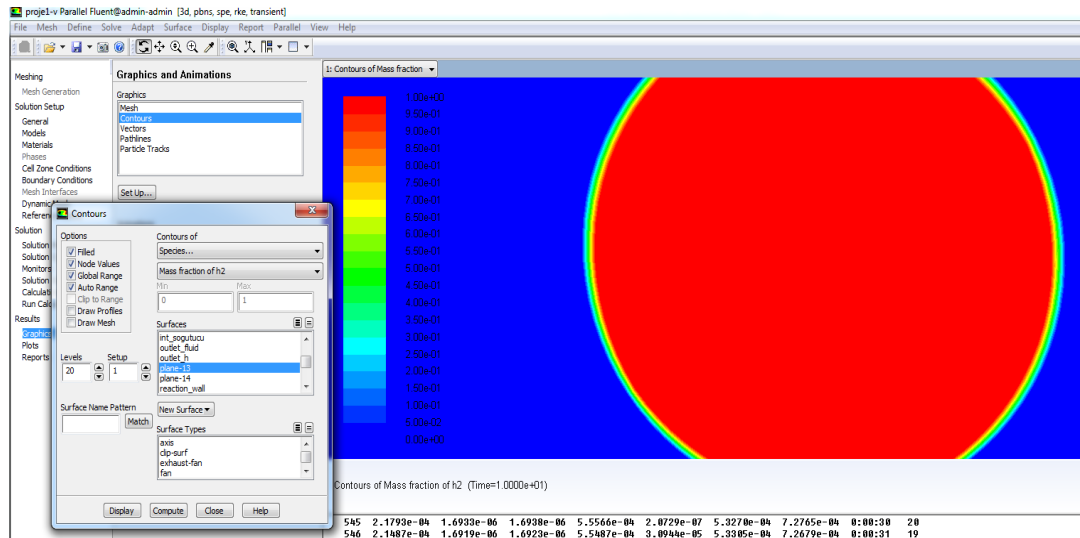 proje1-v Parallel Fluent@admin-admin [3d, pbns, spe, rke, transient]
File Mesh Define Solve Adapt Surface Display Report Parallel View Help
Meshing
Mesh Generation
Solution Setup
General
Models
Materials
Phases
Cell Zone Conditions
Boundary Conditions
Mesh Interfaces
Dynamic
Referen
Solution
Solution
Solution
Monitors
Solution
Calculati
Run Calc
Results
Graphics
Plots
Reports
Graphics and Animations
Graphics
Mesh
Contours
Vectors
Pathlines
Particle Tracks
Set Up...
1: Contours of Mass fraction
1.00e+00
9.50e-01
9.00e-01
8.50e-01
8.00e-01
7.50e-01
7.00e-01
6.50e-01
6.00e-01
5.50e-01
5.00e-01
4.50e-01
4.00e-01
3.50e-01
3.00e-01
2.50e-01
2.00e-01
1.50e-01
1.00e-01
5.00e-02
0.00e+00
Contours
Options
Filled
Node Values
Global Range
Auto Range
Clip to Range
Draw Profiles
Draw Mesh
Contours of
Species...
Mass fraction of h2
Min Max
0 1
Surfaces
int_sogutucu
outlet_fluid
outlet_h
plane-13
plane-14
reaction_wall
Levels Setup
20 1
Surface Name Pattern
Match
New Surface
Surface Types
axis
clip-surf
exhaust-fan
fan
Display Compute Close Help
Contours of Mass fraction of h2 (Time=1.0000e+01)
545 2.1793e-04 1.6933e-06 1.6938e-06 5.5566e-04 2.0729e-07 5.3270e-04 7.2765e-04 0:00:30 20
546 2.1487e-04 1.6919e-06 1.6923e-06 5.5487e-04 3.0944e-05 5.3305e-04 7.2679e-04 0:00:31 19